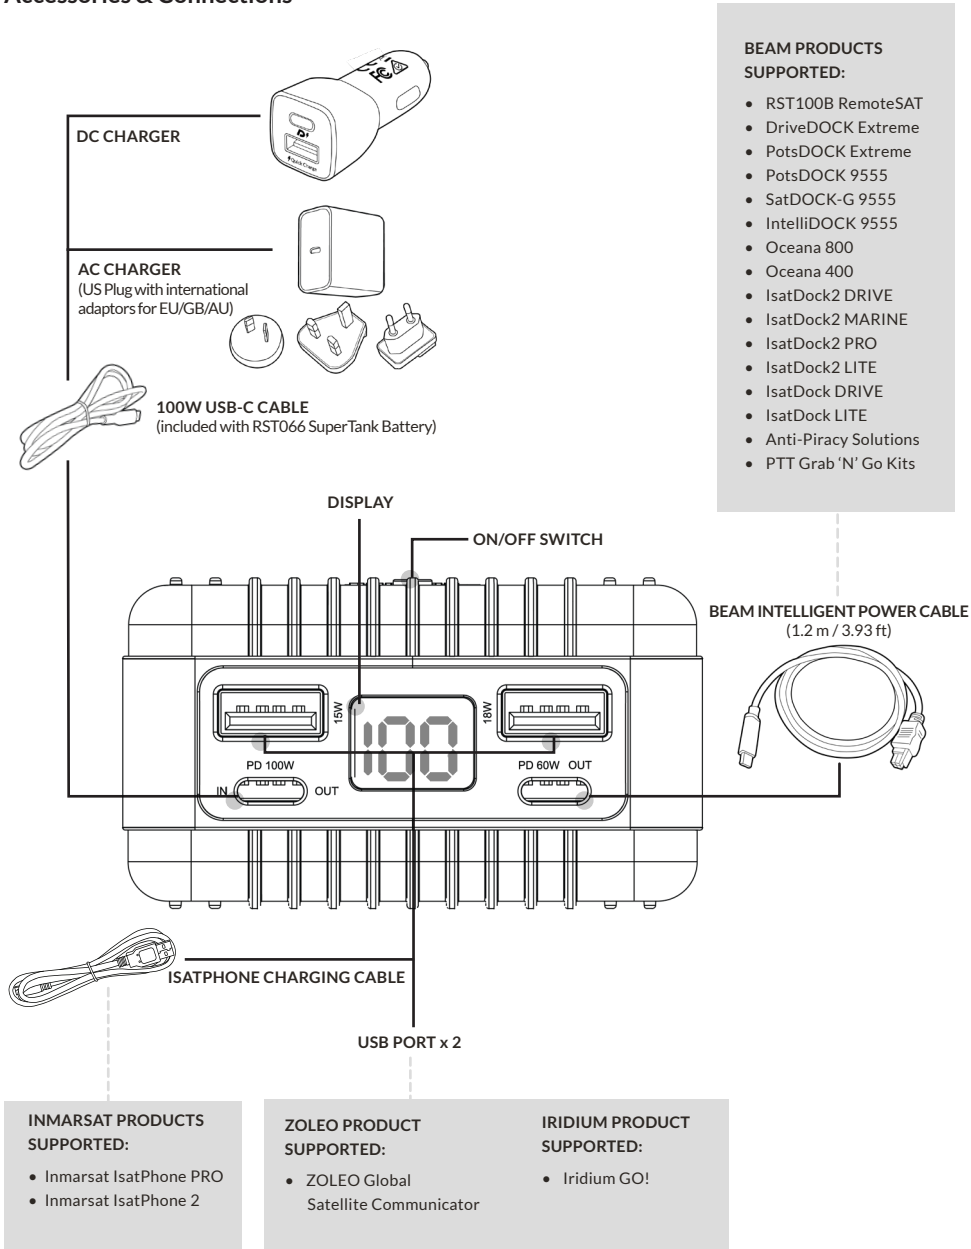 Accessories & Connections
BEAM PRODUCTS
SUPPORTED:
• RST100B RemoteSAT
• DriveDOCK Extreme
• PotsDOCK Extreme
• PotsDOCK 9555
• SatDOCK-G 9555
• IntelliDOCK 9555
• Oceana 800
• Oceana 400
• IsatDock2 DRIVE
• IsatDock2 MARINE
• IsatDock2 PRO
• IsatDock2 LITE
• IsatDock DRIVE
• IsatDock LITE
• Anti-Piracy Solutions
• PTT Grab ‘N’ Go Kits
DC CHARGER
Quick Charge
FC
AC CHARGER
(US Plug with international
adaptors for EU/GB/AU)
100W USB-C CABLE
(included with RST066 SuperTank Battery)
DISPLAY
ON/OFF SWITCH
BEAM INTELLIGENT POWER CABLE
(1.2 m / 3.93 ft)
15W
100
18W
PD 100W
PD 60W OUT
IN
OUT
ISATPHONE CHARGING CABLE
USB PORT x 2
INMARSAT PRODUCTS
SUPPORTED:
• Inmarsat IsatPhone PRO
• Inmarsat IsatPhone 2
ZOLEO PRODUCT
SUPPORTED:
• ZOLEO Global
Satellite Communicator
IRIDIUM PRODUCT
SUPPORTED:
• Iridium GO!